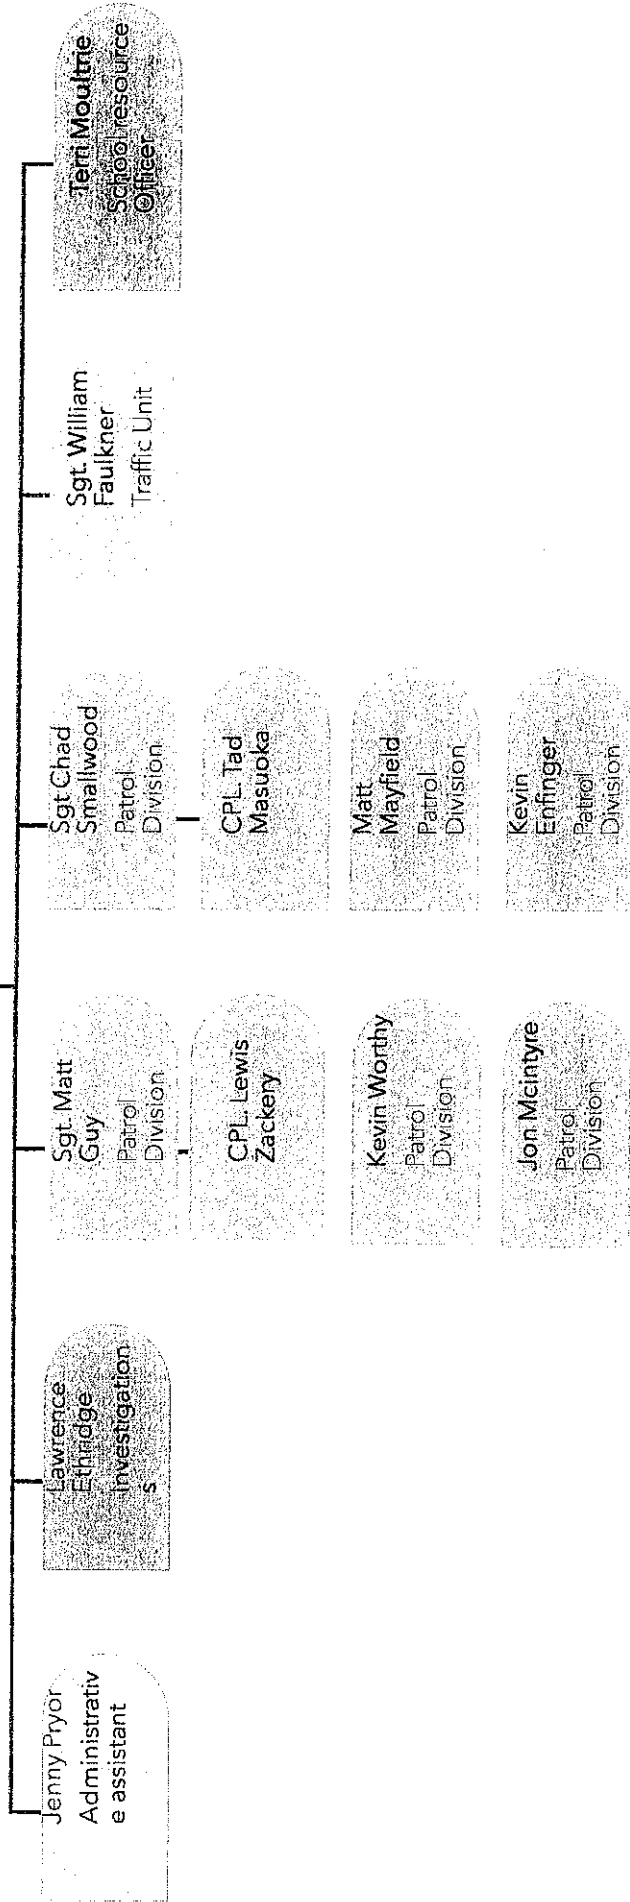 Jenny Pryor
Administrativ
e assistant
Lawrence
Ethridge
Investigation
s
Sgt. Matt
Guy
Patrol
Division
CPL. Lewis
Zackery
Kevin Worthy
Patrol
Division
Jon Mcintyre
Patrol
Division
Sgt Chad
Smallwood
Patrol
Division
CPL. Tad
Masuoka
Matt
Mayfield
Patrol
Division
Kevin
Enfinger
Patrol
Division
Sgt. William
Faulkner
Traffic Unit
Terri Moultrie
School resource
Officer